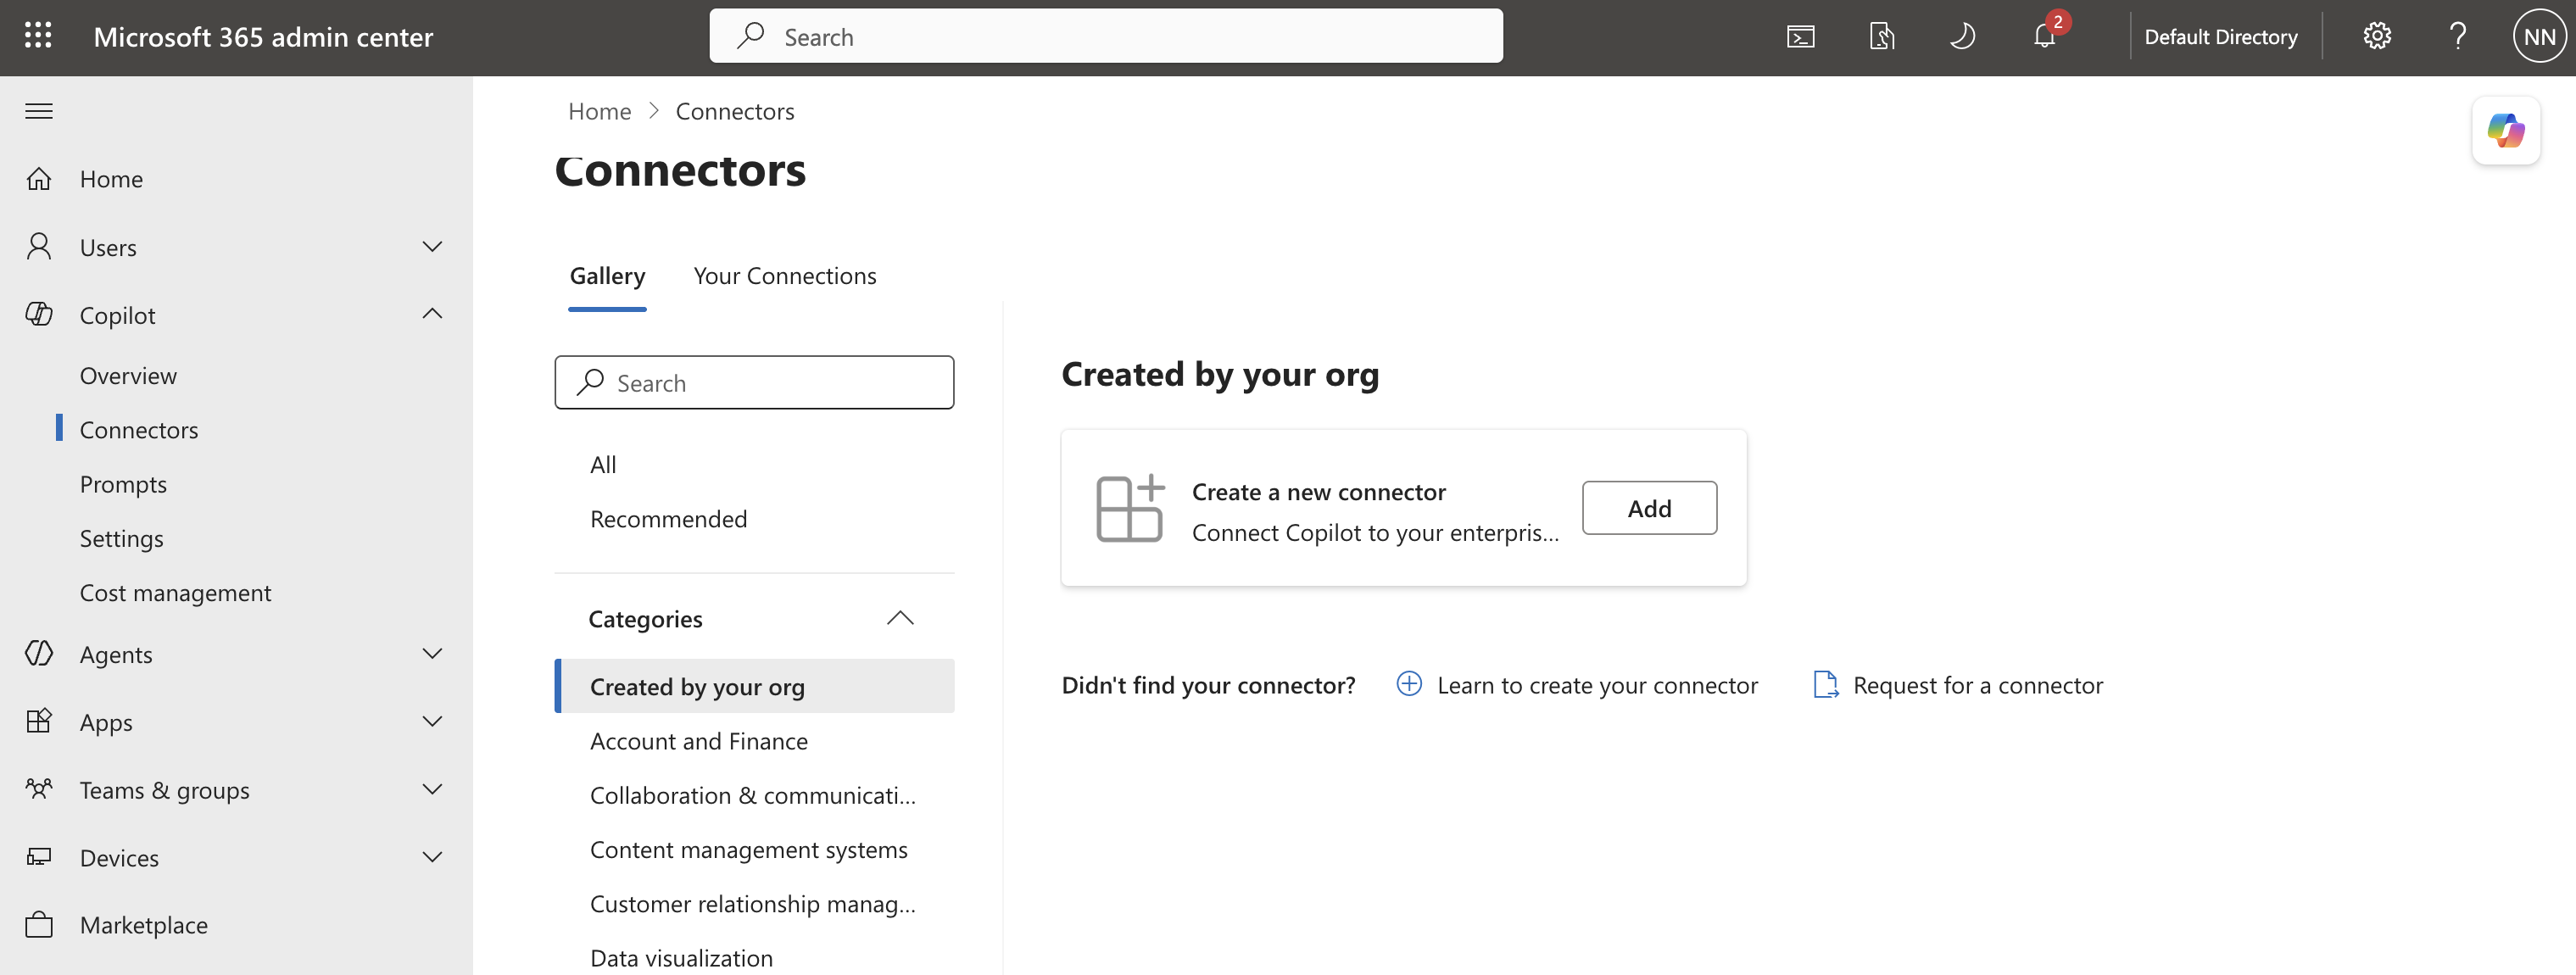 Microsoft 365 admin center
Search
2
Default Directory
?
NN
Home
Users
Copilot
Overview
Connectors
Prompts
Settings
Cost management
Agents
Apps
Teams & groups
Devices
Marketplace
Home > Connectors
Connectors
Gallery
Your Connections
Search
All
Recommended
Categories
Created by your org
Account and Finance
Collaboration & communicati...
Content management systems
Customer relationship manag...
Data visualization
Created by your org
Create a new connector
Connect Copilot to your enterpris...
Add
Didn't find your connector?
Learn to create your connector
Request for a connector